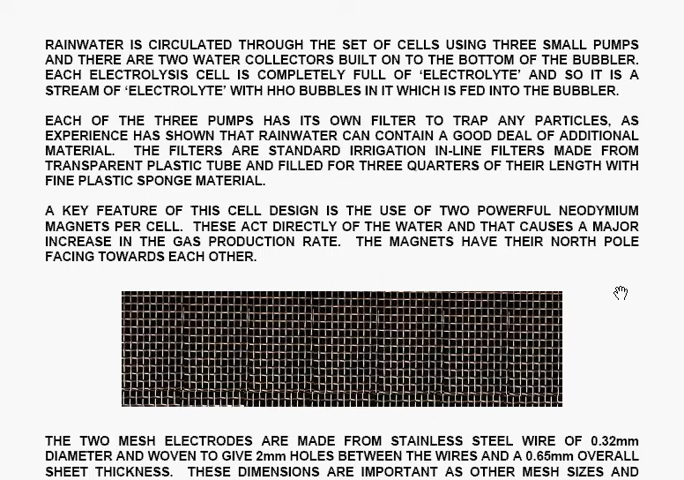 RAINWATER IS CIRCULATED THROUGH THE SET OF CELLS USING THREE SMALL PUMPS
AND THERE ARE TWO WATER COLLECTORS BUILT ON TO THE BOTTOM OF THE BUBBLER.
EACH ELECTROLYSIS CELL IS COMPLETELY FULL OF ‘ELECTROLYTE’ AND SO IT IS A
STREAM OF ‘ELECTROLYTE’ WITH HHO BUBBLES IN IT WHICH IS FED INTO THE BUBBLER.
EACH OF THE THREE PUMPS HAS ITS OWN FILTER TO TRAP ANY PARTICLES, AS
EXPERIENCE HAS SHOWN THAT RAINWATER CAN CONTAIN A GOOD DEAL OF ADDITIONAL
MATERIAL. THE FILTERS ARE STANDARD IRRIGATION IN-LINE FILTERS MADE FROM
TRANSPARENT PLASTIC TUBE AND FILLED FOR THREE QUARTERS OF THEIR LENGTH WITH
FINE PLASTIC SPONGE MATERIAL.
A KEY FEATURE OF THIS CELL DESIGN IS THE USE OF TWO POWERFUL NEODYMIUM
MAGNETS PER CELL. THESE ACT DIRECTLY OF THE WATER AND THAT CAUSES A MAJOR
INCREASE IN THE GAS PRODUCTION RATE. THE MAGNETS HAVE THEIR NORTH POLE
FACING TOWARDS EACH OTHER.
THE TWO MESH ELECTRODES ARE MADE FROM STAINLESS STEEL WIRE OF 0.32mm
DIAMETER AND WOVEN TO GIVE 2mm HOLES BETWEEN THE WIRES AND A 0.65mm OVERALL
SHEET THICKNESS. THESE DIMENSIONS ARE IMPORTANT AS OTHER MESH SIZES AND